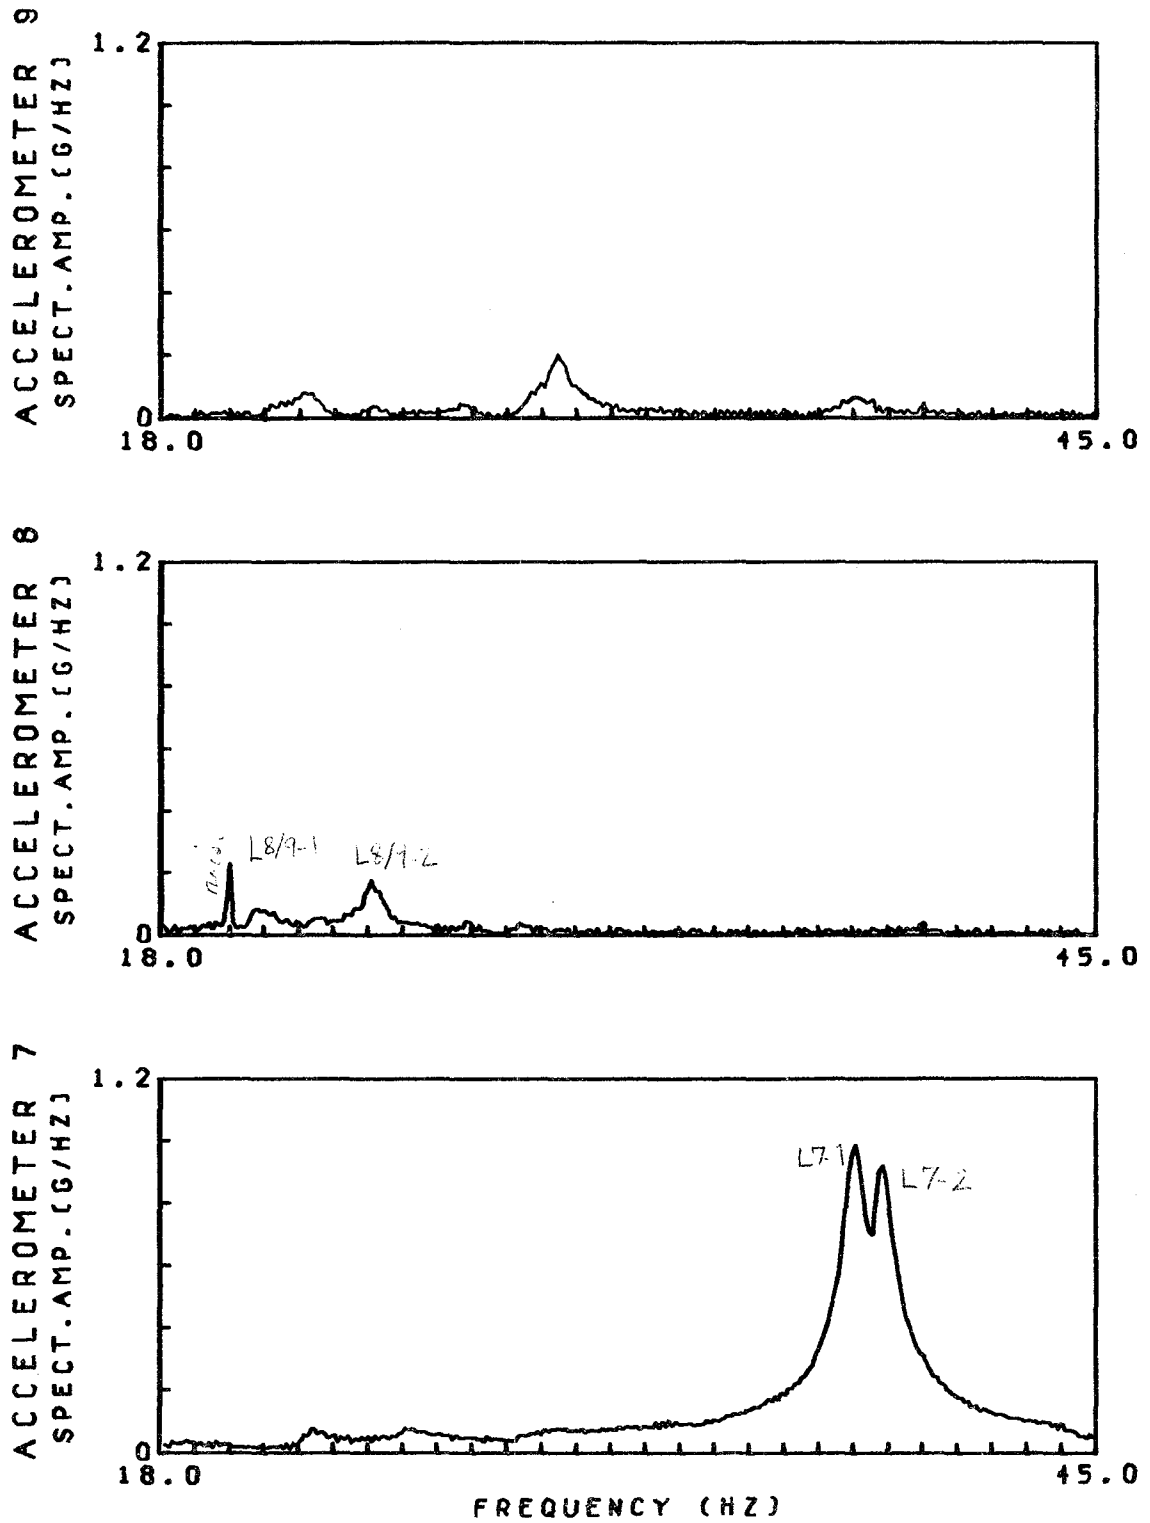 ACCELEROMETER 9
SPECT.AMP.(G/HZ)
1.2
0
18.0
45.0
ACCELEROMETER 8
SPECT.AMP.(G/HZ)
1.2
L8/9-1
L8/9-2
0
18.0
45.0
ACCELEROMETER 7
SPECT.AMP.(G/HZ)
1.2
L7-1
L7-2
0
18.0
45.0
FREQUENCY (HZ)